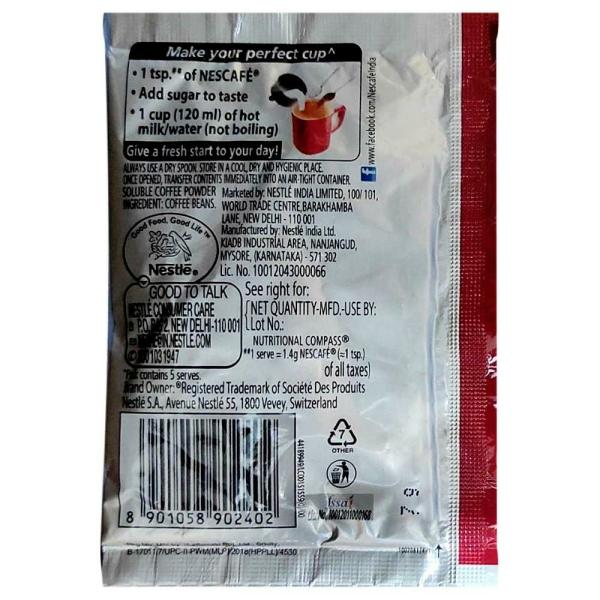 Make your perfect cup^
• 1 tsp.** of NESCAFÉ®
• Add sugar to taste
• 1 cup (120 ml) of hot
milk/water (not boiling)
Give a fresh start to your day!
www.facebook.com/NescafeIndia
f
ALWAYS USE A DRY SPOON. STORE IN A COOL, DRY AND HYGIENIC PLACE.
ONCE OPENED, TRANSFER CONTENTS IMMEDIATELY INTO AN AIR-TIGHT CONTAINER.
SOLUBLE COFFEE POWDER
INGREDIENT: COFFEE BEANS.
Marketed by: NESTLÉ INDIA LIMITED, 100/ 101,
WORLD TRADE CENTRE, BARAKHAMBA
LANE, NEW DELHI - 110 001
Manufactured by: Nestlé India Ltd.
KIADB INDUSTRIAL AREA, NANJANGUD,
MYSORE, (KARNATAKA) - 571 302
Lic. No. 10012043000066
Good Food, Good Life™
Nestlé®
GOOD TO TALK
NESTLÉ CONSUMER CARE
NEW DELHI-110 001
NESTLE.COM
1947
See right for:
NET QUANTITY-MFD.-USE BY:
Lot No.:
NUTRITIONAL COMPASS®
**1 serve = 1.4g NESCAFÉ® (≈1 tsp.)
of all taxes)
contains 5 serves.
Brand Owner: ®Registered Trademark of Société Des Produits
Nestlé S.A., Avenue Nestlé 55, 1800 Vevey, Switzerland
7
OTHER
8 901058 902402
fssai
Lic. No. 10012011000168